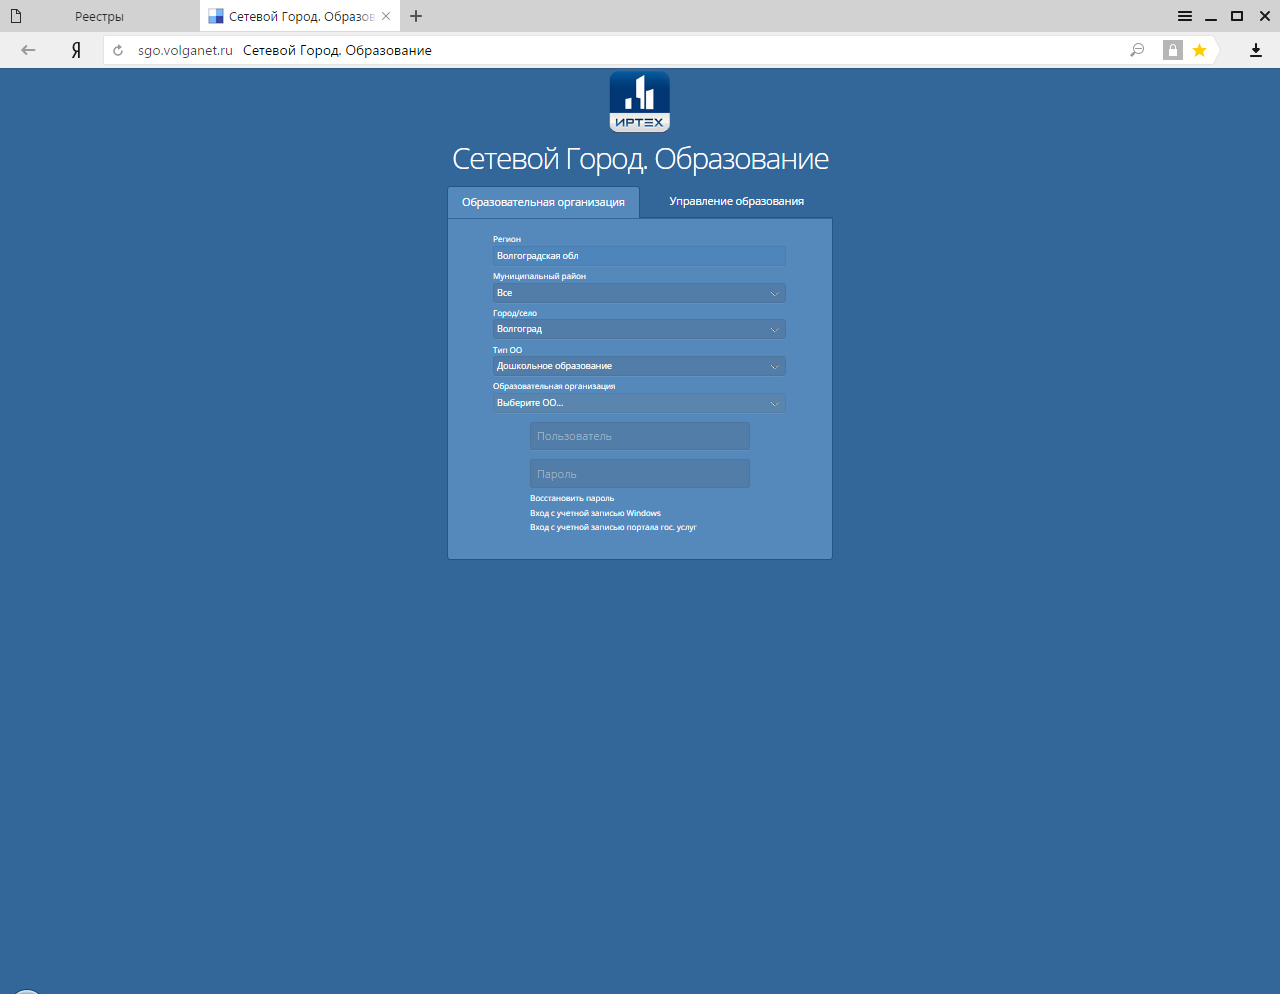 Реестры
Сетевой Город. Образов
sgo.volganet.ru Сетевой Город. Образование
ИРТЕХ
Сетевой Город. Образование
Образовательная организация
Управление образования
Регион
Волгоградская обл
Муниципальный район
Все
Город/село
Волгоград
Тип ОО
Дошкольное образование
Образовательная организация
Выберите ОО...
Пользователь
Пароль
Восстановить пароль
Вход с учетной записью Windows
Вход с учетной записью портала гос. услуг